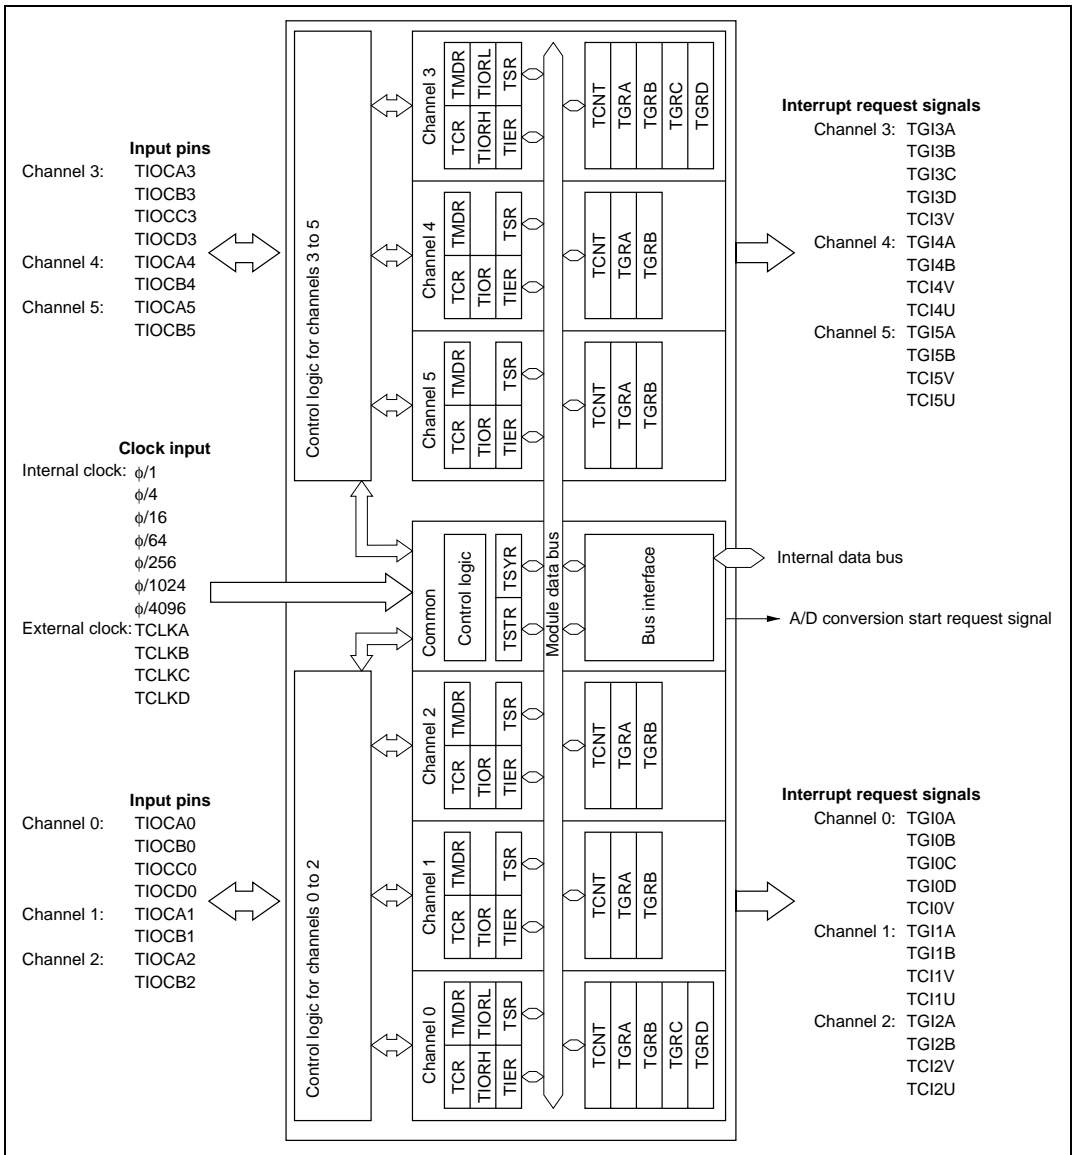 Input pins
Channel 3: TIOCA3
TIOCB3
TIOCC3
TIOCD3
Channel 4: TIOCA4
TIOCB4
Channel 5: TIOCA5
TIOCB5
Clock input
Internal clock: ϕ/1
ϕ/4
ϕ/16
ϕ/64
ϕ/256
ϕ/1024
ϕ/4096
External clock: TCLKA
TCLKB
TCLKC
TCLKD
Input pins
Channel 0: TIOCA0
TIOCB0
TIOCC0
TIOCD0
Channel 1: TIOCA1
TIOCB1
Channel 2: TIOCA2
TIOCB2
Control logic for channels 3 to 5
Control logic for channels 0 to 2
Channel 3
TCR TMDR
TIORH TIORL
TIER TSR
TCNT
TGRA
TGRB
TGRC
TGRD
Channel 4
TCR TMDR
TIOR
TIER TSR
TCNT
TGRA
TGRB
Channel 5
TCR TMDR
TIOR
TIER TSR
TCNT
TGRA
TGRB
Common
Control logic
TSTR TSYR
Module data bus
Bus interface
Channel 2
TCR TMDR
TIOR
TIER TSR
TCNT
TGRA
TGRB
Channel 1
TCR TMDR
TIOR
TIER TSR
TCNT
TGRA
TGRB
Channel 0
TCR TMDR
TIORH TIORL
TIER TSR
TCNT
TGRA
TGRB
TGRC
TGRD
Interrupt request signals
Channel 3: TGI3A
TGI3B
TGI3C
TGI3D
TCI3V
Channel 4: TGI4A
TGI4B
TCI4V
TCI4U
Channel 5: TGI5A
TGI5B
TCI5V
TCI5U
Internal data bus
A/D conversion start request signal
Interrupt request signals
Channel 0: TGI0A
TGI0B
TGI0C
TGI0D
TCI0V
Channel 1: TGI1A
TGI1B
TCI1V
TCI1U
Channel 2: TGI2A
TGI2B
TCI2V
TCI2U